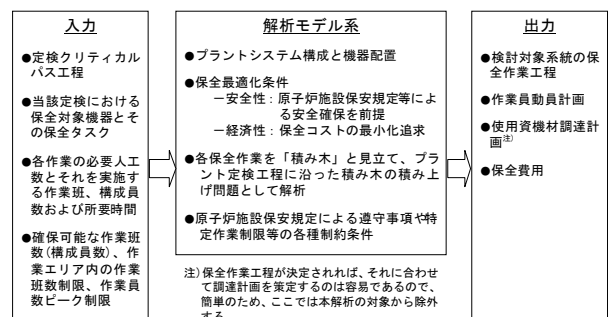 入力
●定検クリティカル
パス工程
●当該定検における
保全対象機器とそ
の保全タスク
●各作業の必要人工
数とそれを実施す
る作業班、構成員
数および所要時間
●確保可能な作業班
数(構成員数)、作
業エリア内の作業
班数制限、作業員
数ピーク制限
解析モデル系
●プラントシステム構成と機器配置
●保全最適化条件
－安全性：原子炉施設保安規定等によ
る安全確保を前提
－経済性：保全コストの最小化追求
●各保全作業を「積み木」と見立て、プラ
ント定検工程に沿った積み木の積み上
げ問題として解析
●原子炉施設保安規定による遵守事項や特
定作業制限等の各種制約条件
注)保全作業工程が決定されれば、それに合わせ
て調達計画を策定するのは容易であるので、
簡単のため、ここでは本解析の対象から除外
する
出力
●検討対象系統の保
全作業工程
●作業員動員計画
●使用資機材調達計
画注)
●保全費用